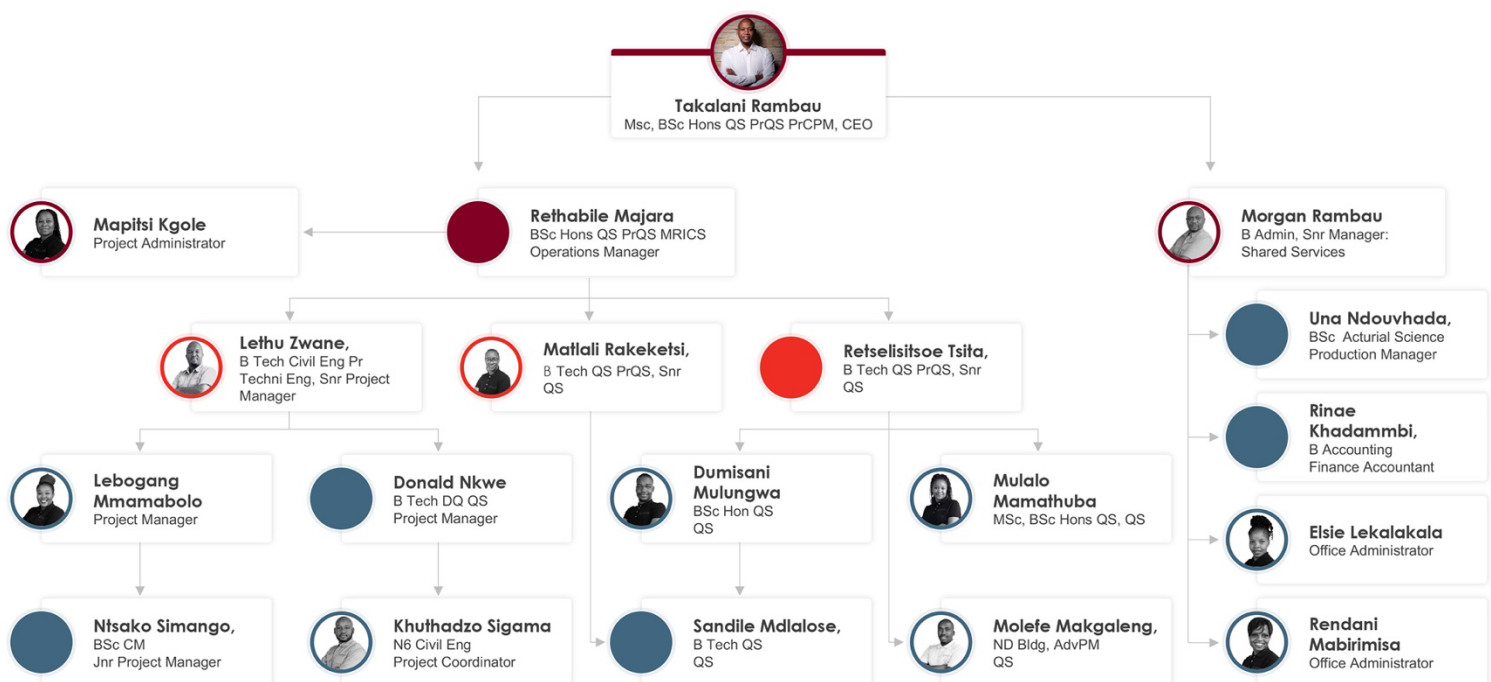 Takalani Rambau
Msc, BSc Hons QS PrQS PrCPM, CEO
Mapitsi Kgole
Project Administrator
Rethabile Majara
BSc Hons QS PrQS MRICS
Operations Manager
Morgan Rambau
B Admin, Snr Manager:
Shared Services
Lethu Zwane,
B Tech Civil Eng Pr
Techni Eng, Snr Project
Manager
Matlali Rakeketsi,
B Tech QS PrQS, Snr
QS
Retselisitsoe Tsita,
B Tech QS PrQS, Snr
QS
Una Ndouvhada,
BSc Acturial Science
Production Manager
Rinae
Khadammbi,
B Accounting
Finance Accountant
Lebogang
Mmamabolo
Project Manager
Donald Nkwe
B Tech DQ QS
Project Manager
Dumisani
Mulungwa
BSc Hon QS
QS
Mulalo
Mamathuba
MSc, BSc Hons QS, QS
Elsie Lekalakala
Office Administrator
Ntsako Simango,
BSc CM
Jnr Project Manager
Khuthadzo Sigama
N6 Civil Eng
Project Coordinator
Sandile Mdlalose,
B Tech QS
QS
Molefe Makgaleng,
ND Bldg, AdvPM
QS
Rendani
Mabirimisa
Office Administrator